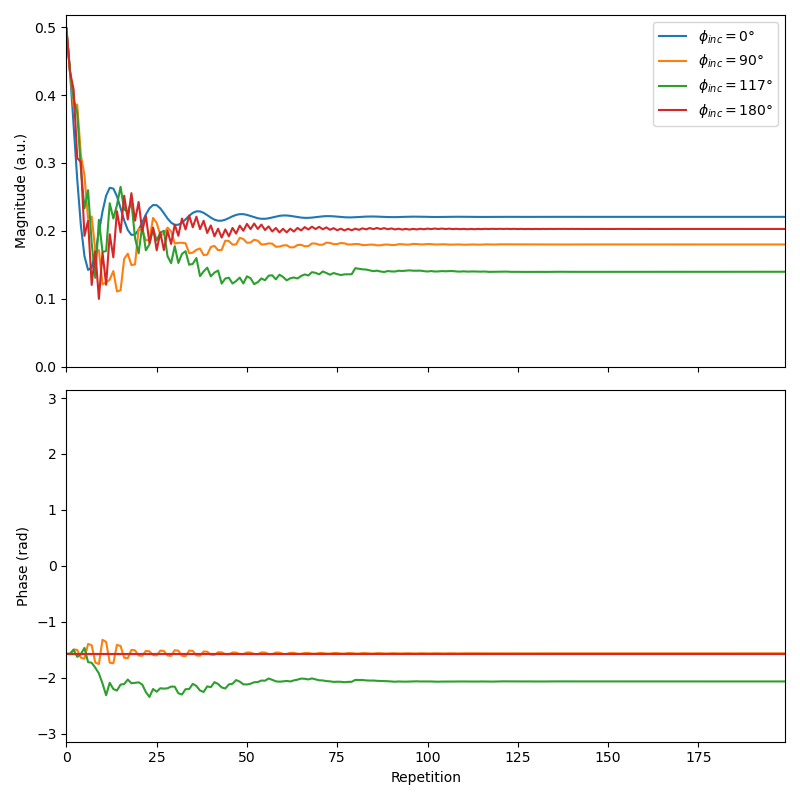 0.5
0.4
0.3
0.2
0.1
0.0
Magnitude (a.u.)
ϕ_inc = 0°
ϕ_inc = 90°
ϕ_inc = 117°
ϕ_inc = 180°
3
2
1
0
−1
−2
−3
Phase (rad)
0 25 50 75 100 125 150 175
Repetition